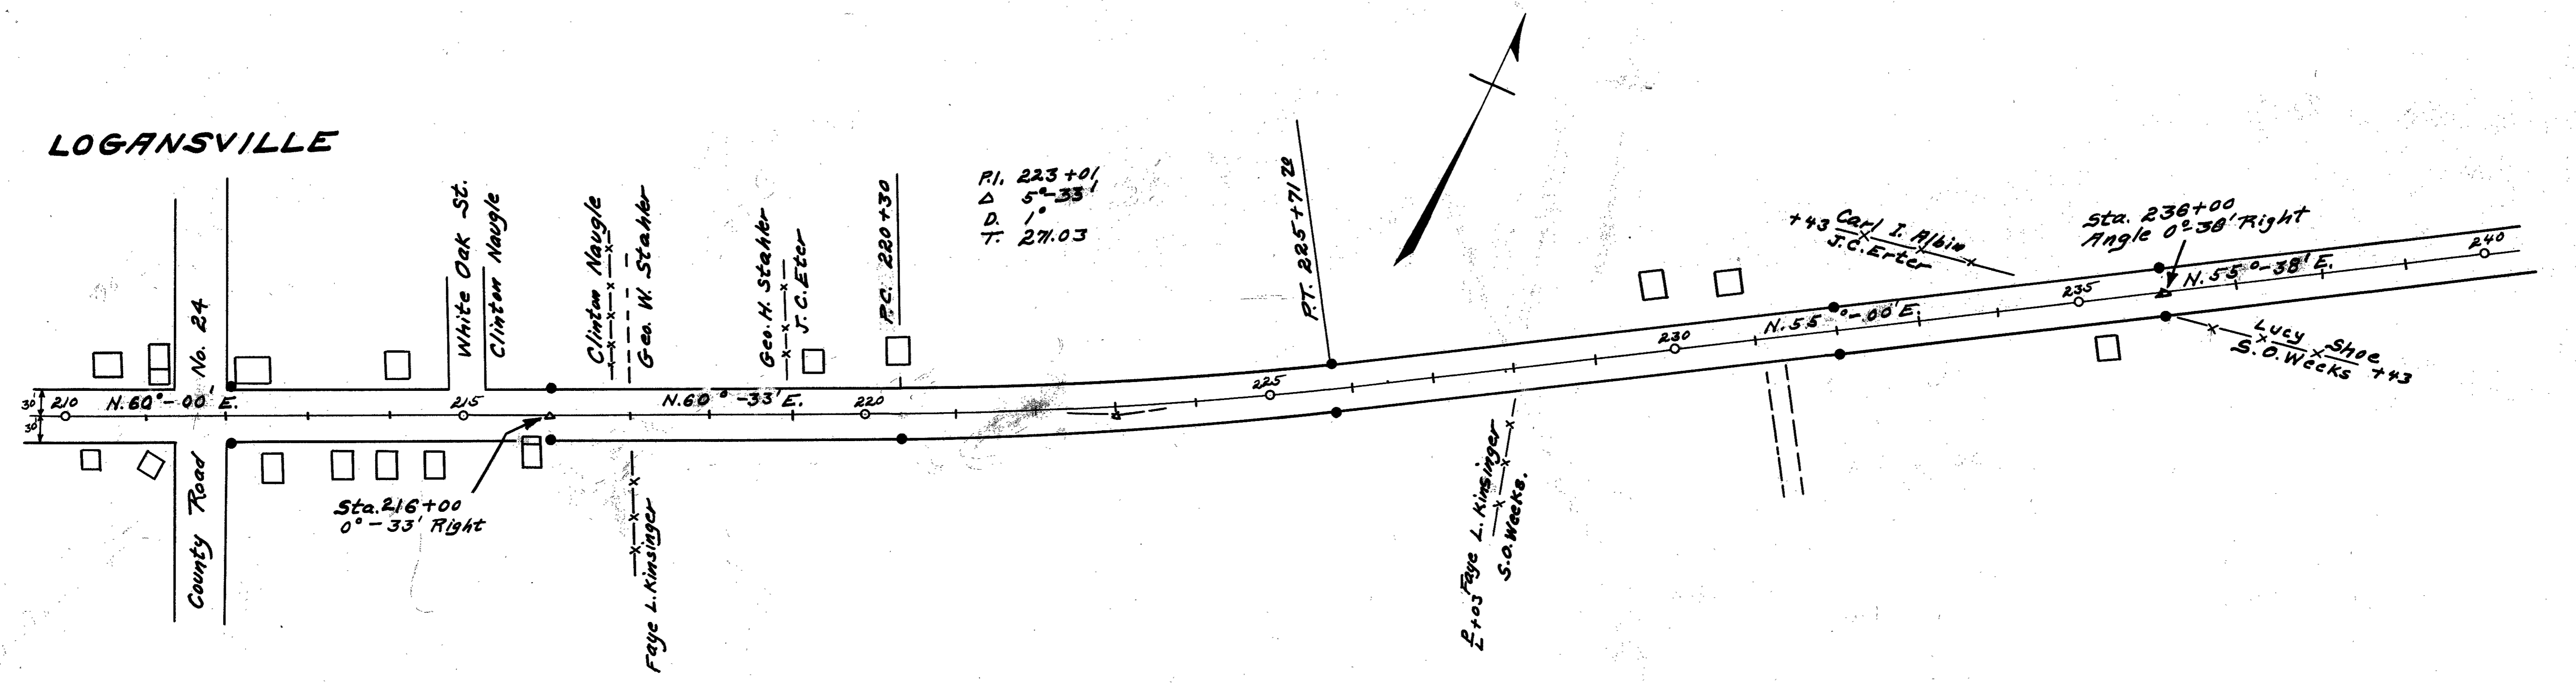 LOGANSVILLE
County Road No. 24
30'
30'
210
N. 60°-00' E.
215
White Oak St.
Clinton Naugle
Sta. 216+00
0°-33' Right
Clinton Naugle
Geo. W. Stahler
Faye L. Kinsinger
N. 60°-33' E.
Geo. H. Stahler
J. C. Eter
220
P.C. 220+30
P.I. 223+01
Δ 5°-33'
D. 1°
T. 271.03
225
P.T. 225+71
P/L +03 Faye L. Kinsinger
S. O. Weeks.
230
N. 55°-00' E.
+43 Carl I. Albin
J. C. Erter
235
Sta. 236+00
Angle 0°-38' Right
N. 55°-38' E.
240
Lucy Shoe
S. O. Weeks +43